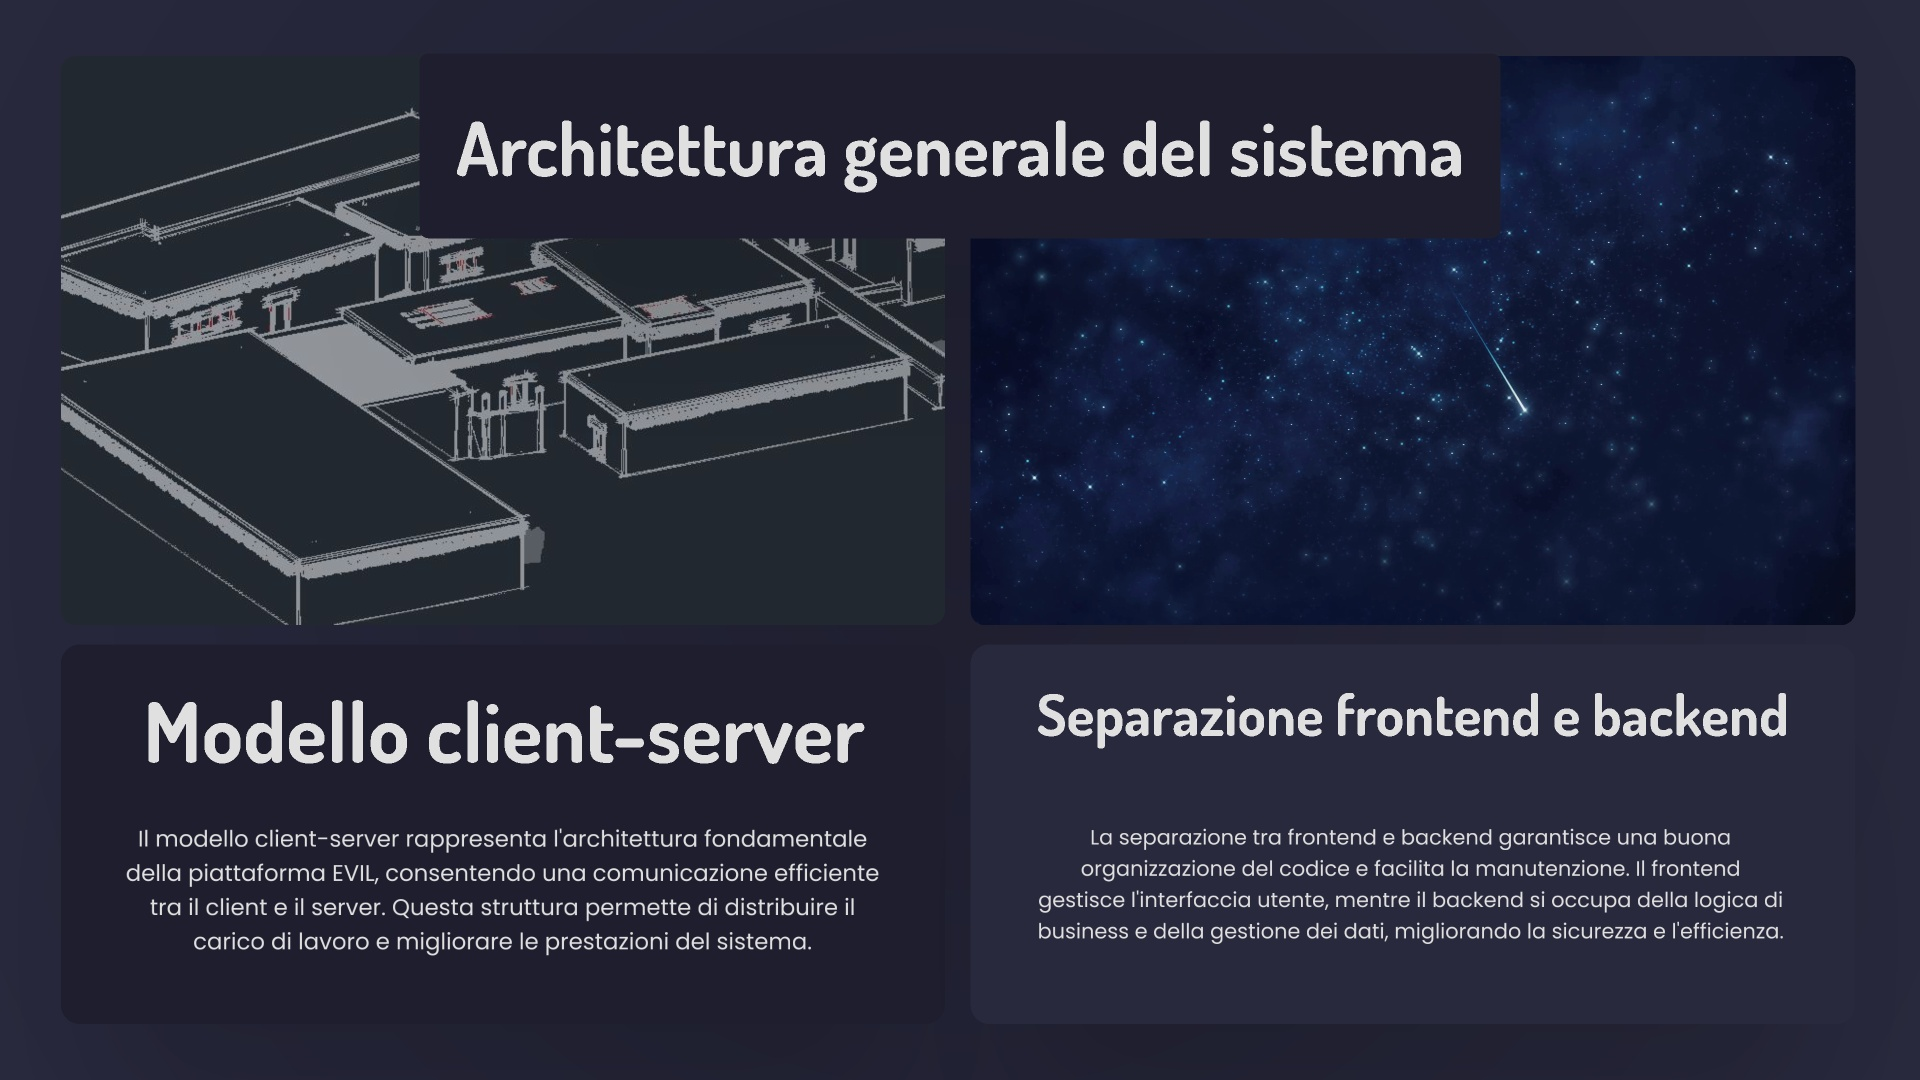 Architettura generale del sistema
Modello client-server
Il modello client-server rappresenta l'architettura fondamentale
della piattaforma EVIL, consentendo una comunicazione efficiente
tra il client e il server. Questa struttura permette di distribuire il
carico di lavoro e migliorare le prestazioni del sistema.
Separazione frontend e backend
La separazione tra frontend e backend garantisce una buona
organizzazione del codice e facilita la manutenzione. Il frontend
gestisce l'interfaccia utente, mentre il backend si occupa della logica di
business e della gestione dei dati, migliorando la sicurezza e l'efficienza.